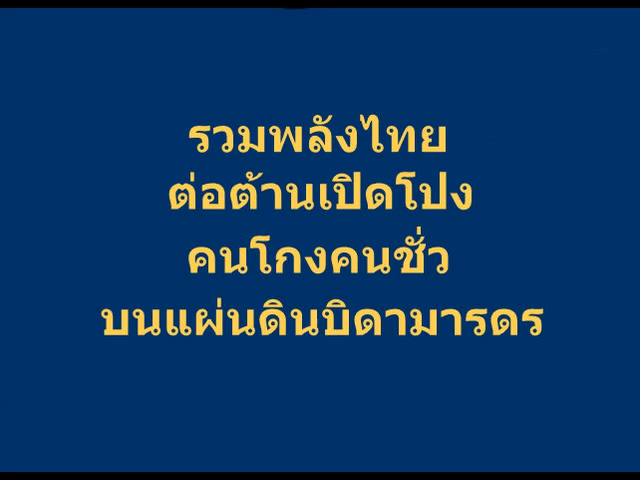 รวมพลังไทย
ต่อต้านเปิดโปง
คนโกงคนชั่ว
บนแผ่นดินบิดามารดร